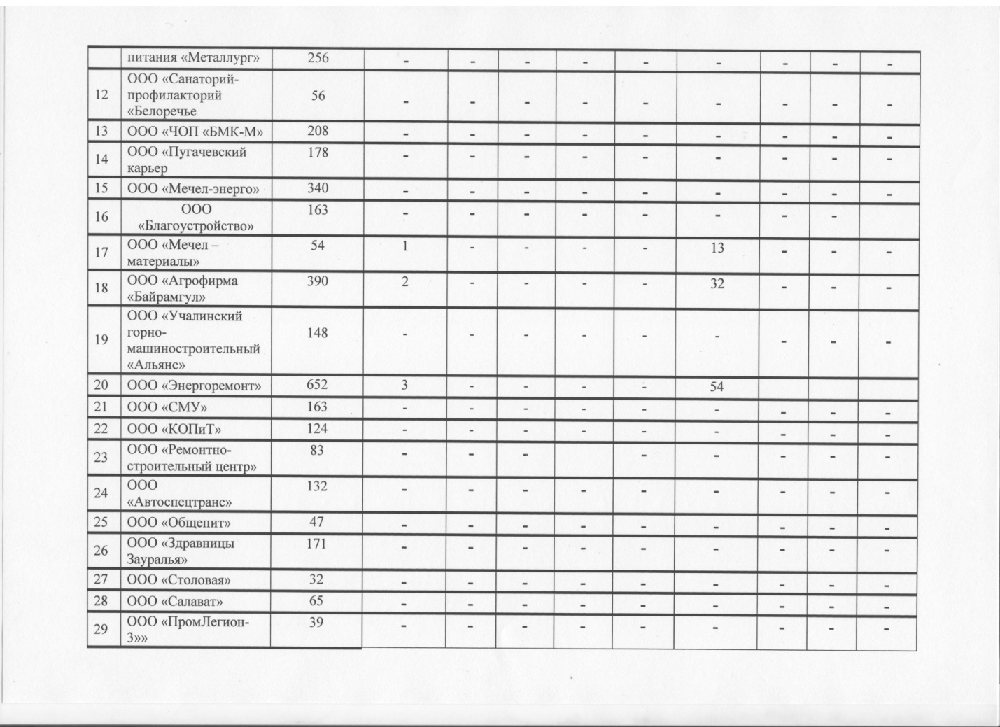 питания «Металлург» 256 - - - - - - - - -
ООО «Санаторий-
12 профилакторий 56 - - - - - - - - -
«Белоречье
13 ООО «ЧОП «БМК-М» 208 - - - - - - - - -
14 ООО «Пугачевский 178 - - - - - - - - -
карьер
15 ООО «Мечел-энерго» 340 - - - - - - - - -
16 ООО 163 - - - - - - - -
«Благоустройство»
17 ООО «Мечел – 54 1 - - - - 13 - - -
материалы»
18 ООО «Агрофирма 390 2 - - - - 32 - - -
«Байрамгул»
ООО «Учалинский
19 горно- 148 - - - - - - - - -
машиностроительный
«Альянс»
20 ООО «Энергоремонт» 652 3 - - - - 54
21 ООО «СМУ» 163 - - - - - - - - -
22 ООО «КОПиТ» 124 - - - - - - - - -
23 ООО «Ремонтно- 83 - - - - - - - -
строительный центр»
24 ООО 132 - - - - - - - - -
«Автоспецтранс»
25 ООО «Общепит» 47 - - - - - - - - -
26 ООО «Здравницы 171 - - - - - - - - -
Зауралья»
27 ООО «Столовая» 32 - - - - - - - - -
28 ООО «Салават» 65 - - - - - - - - -
29 ООО «ПромЛегион- 39 - - - - - - - - -
3»»